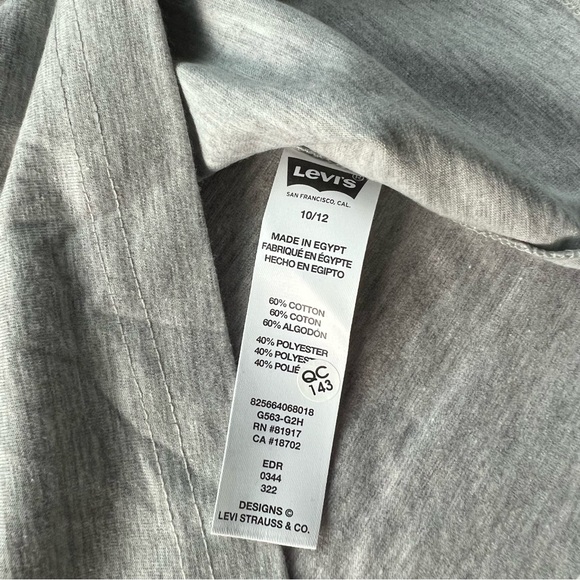 Levi's®
SAN FRANCISCO, CAL.
10/12
MADE IN EGYPT
FABRIQUÉ EN ÉGYPTE
HECHO EN EGIPTO
60% COTTON
60% COTON
60% ALGODÓN
40% POLYESTER
40% POLYEST
40% POLIÉ
QC
143
825664068018
G563-G2H
RN #81917
CA #18702
EDR
0344
322
DESIGNS ©
LEVI STRAUSS & CO.